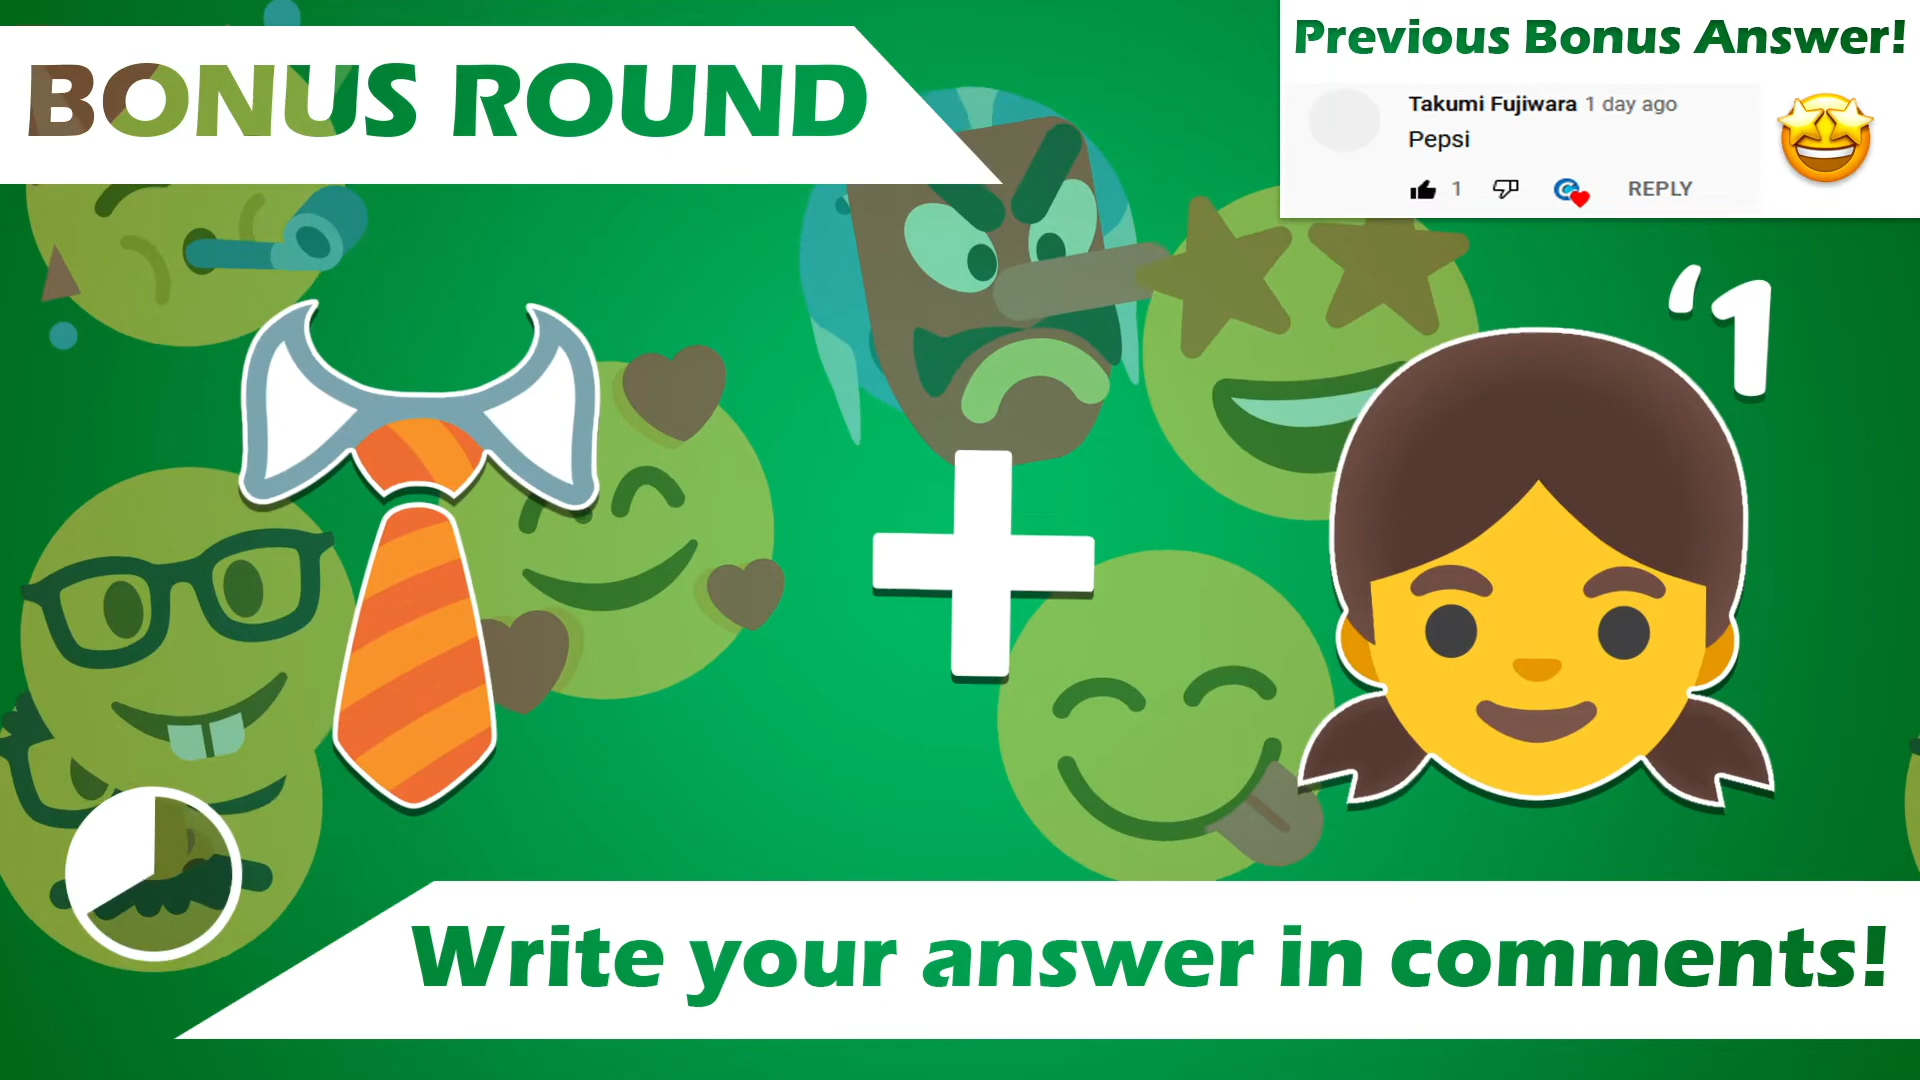 BONUS ROUND
Previous Bonus Answer!
Takumi Fujiwara 1 day ago
Pepsi
1 REPLY
‘1
Write your answer in comments!